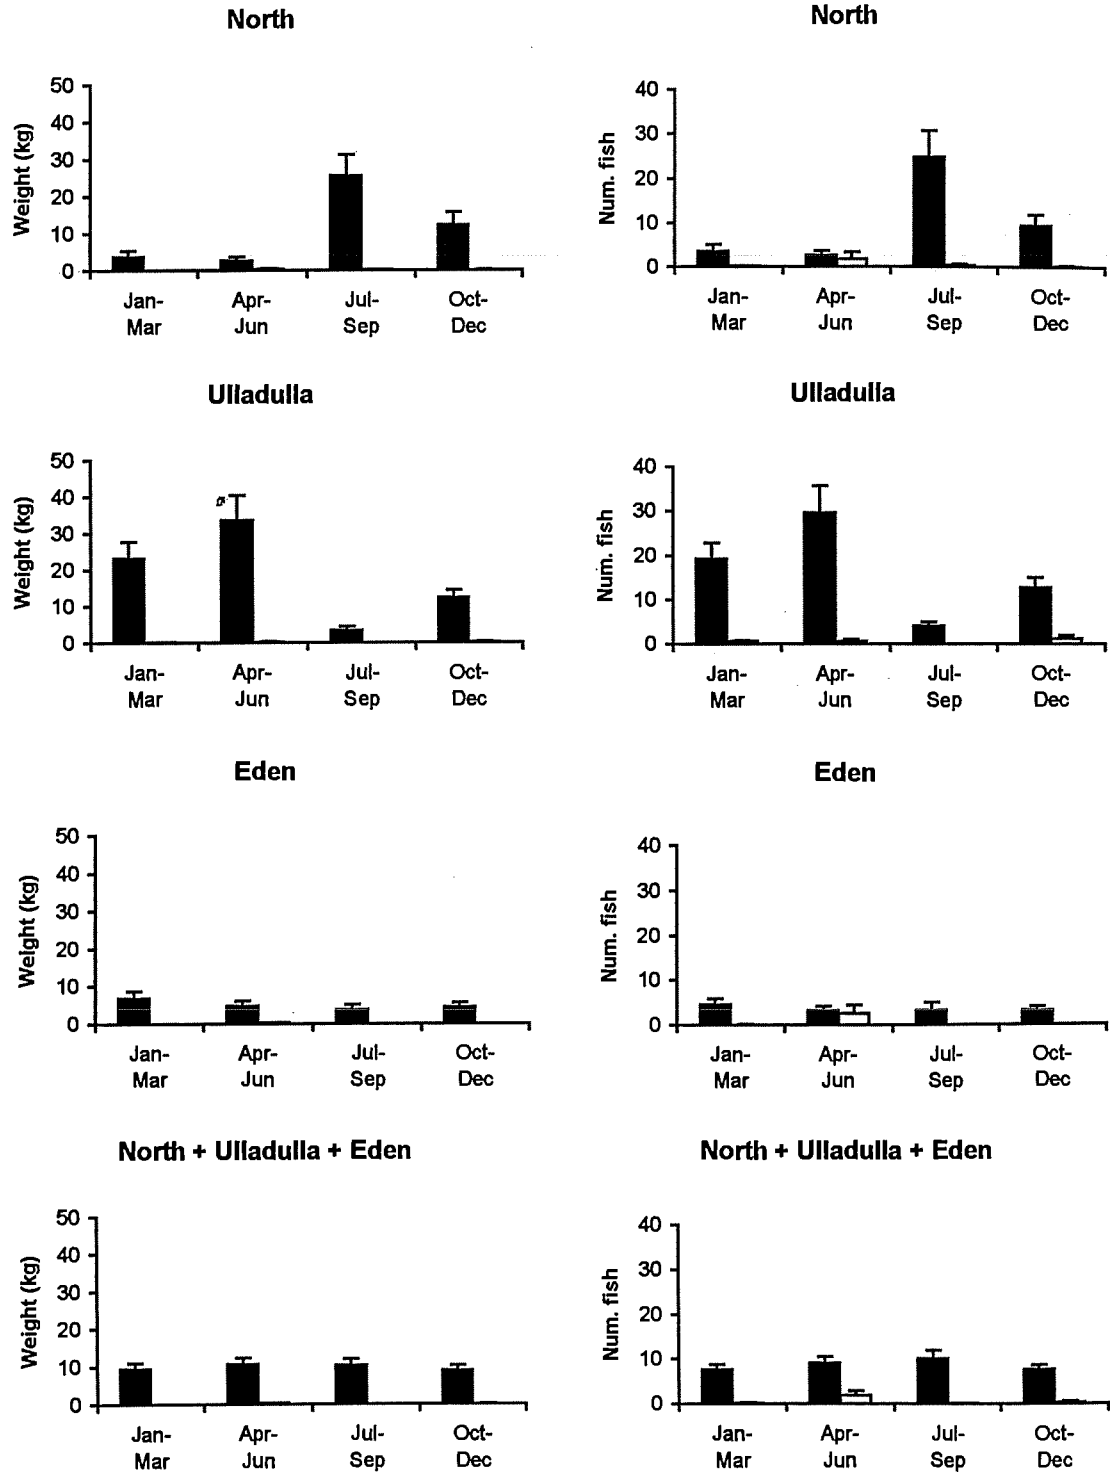 North
Weight (kg)
50
40
30
20
10
0
Jan-
Mar
Apr-
Jun
Jul-
Sep
Oct-
Dec
North
Num. fish
40
30
20
10
0
Jan-
Mar
Apr-
Jun
Jul-
Sep
Oct-
Dec
Ulladulla
Weight (kg)
50
40
30
20
10
0
Jan-
Mar
Apr-
Jun
Jul-
Sep
Oct-
Dec
Ulladulla
Num. fish
40
30
20
10
0
Jan-
Mar
Apr-
Jun
Jul-
Sep
Oct-
Dec
Eden
Weight (kg)
50
40
30
20
10
0
Jan-
Mar
Apr-
Jun
Jul-
Sep
Oct-
Dec
Eden
Num. fish
40
30
20
10
0
Jan-
Mar
Apr-
Jun
Jul-
Sep
Oct-
Dec
North + Ulladulla + Eden
Weight (kg)
50
40
30
20
10
0
Jan-
Mar
Apr-
Jun
Jul-
Sep
Oct-
Dec
North + Ulladulla + Eden
Num. fish
40
30
20
10
0
Jan-
Mar
Apr-
Jun
Jul-
Sep
Oct-
Dec